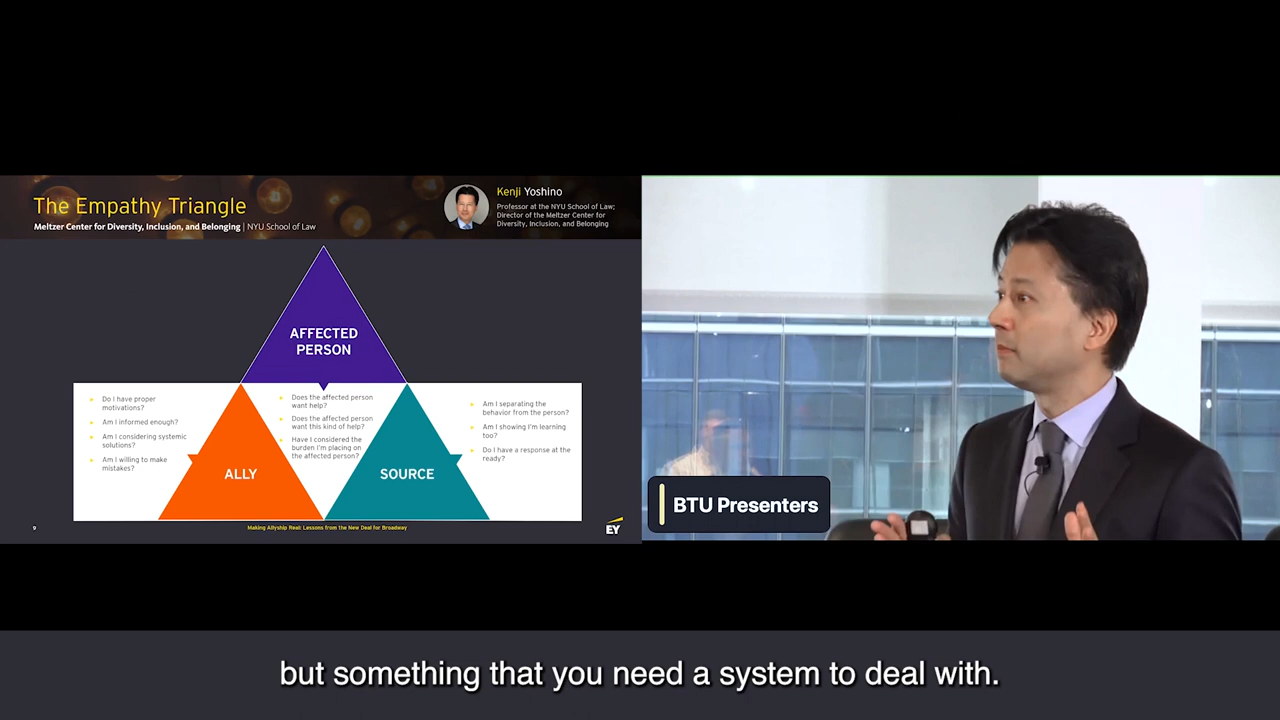 The Empathy Triangle
Meltzer Center for Diversity, Inclusion, and Belonging | NYU School of Law
Kenji Yoshino
Professor at the NYU School of Law;
Director of the Meltzer Center for
Diversity, Inclusion, and Belonging
AFFECTED
PERSON
Do I have proper
motivations?
Am I informed enough?
Am I considering systemic
solutions?
Am I willing to make
mistakes?
ALLY
Does the affected person
want help?
Does the affected person
want this kind of help?
Have I considered the
burden I'm placing on
the affected person?
SOURCE
Am I separating the
behavior from the person?
Am I showing I'm learning
too?
Do I have a response at the
ready?
9
Making Allyship Real: Lessons from the New Deal for Broadway
EY
BTU Presenters
but something that you need a system to deal with.